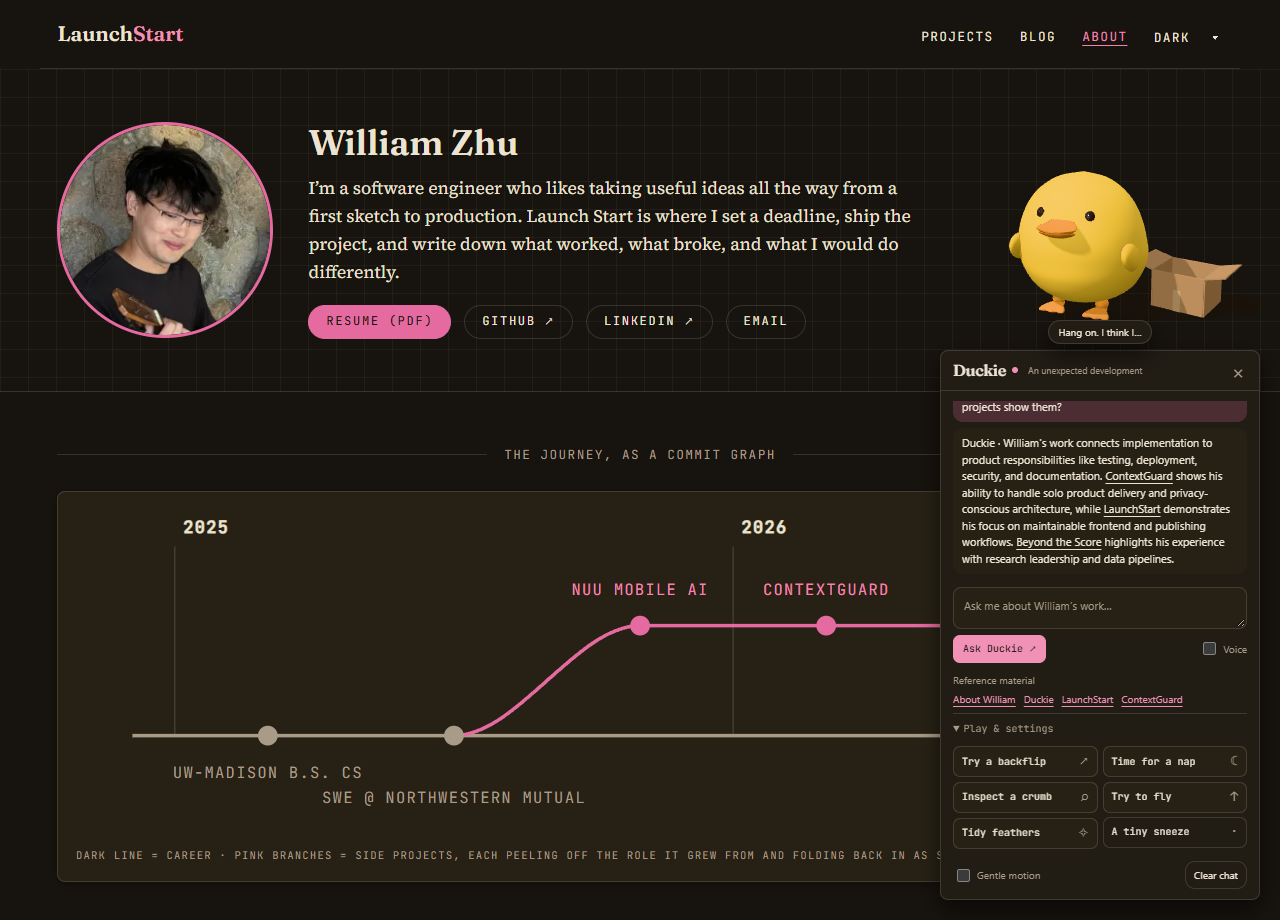 LaunchStart
PROJECTS BLOG ABOUT DARK
William Zhu
I'm a software engineer who likes taking useful ideas all the way from a
first sketch to production. Launch Start is where I set a deadline, ship the
project, and write down what worked, what broke, and what I would do
differently.
RESUME (PDF) GITHUB ↗ LINKEDIN ↗ EMAIL
Hang on. I think I...
Duckie An unexpected development ×
projects show them?
Duckie · William's work connects implementation to
product responsibilities like testing, deployment,
security, and documentation. ContextGuard shows his
ability to handle solo product delivery and privacy-
conscious architecture, while LaunchStart demonstrates
his focus on maintainable frontend and publishing
workflows. Beyond the Score highlights his experience
with research leadership and data pipelines.
Ask me about William's work...
Ask Duckie ↗ Voice
Reference material
About William Duckie LaunchStart ContextGuard
▼ Play & settings
Try a backflip ↗ Time for a nap ☾
Inspect a crumb ⌕ Try to fly ↑
Tidy feathers ✧ A tiny sneeze ·
Gentle motion Clear chat
THE JOURNEY, AS A COMMIT GRAPH
2025 2026
NUU MOBILE AI CONTEXTGUARD
UW-MADISON B.S. CS
SWE @ NORTHWESTERN MUTUAL
DARK LINE = CAREER · PINK BRANCHES = SIDE PROJECTS, EACH PEELING OFF THE ROLE IT GREW FROM AND FOLDING BACK IN AS